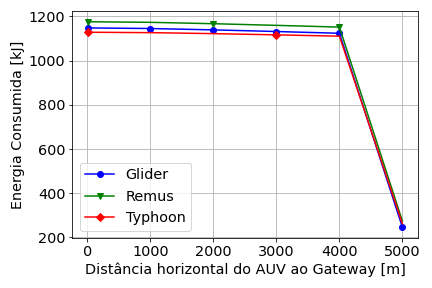 1200
1000
800
600
400
200
Energia Consumida [kJ]
Glider
Remus
Typhoon
0 1000 2000 3000 4000 5000
Distância horizontal do AUV ao Gateway [m]